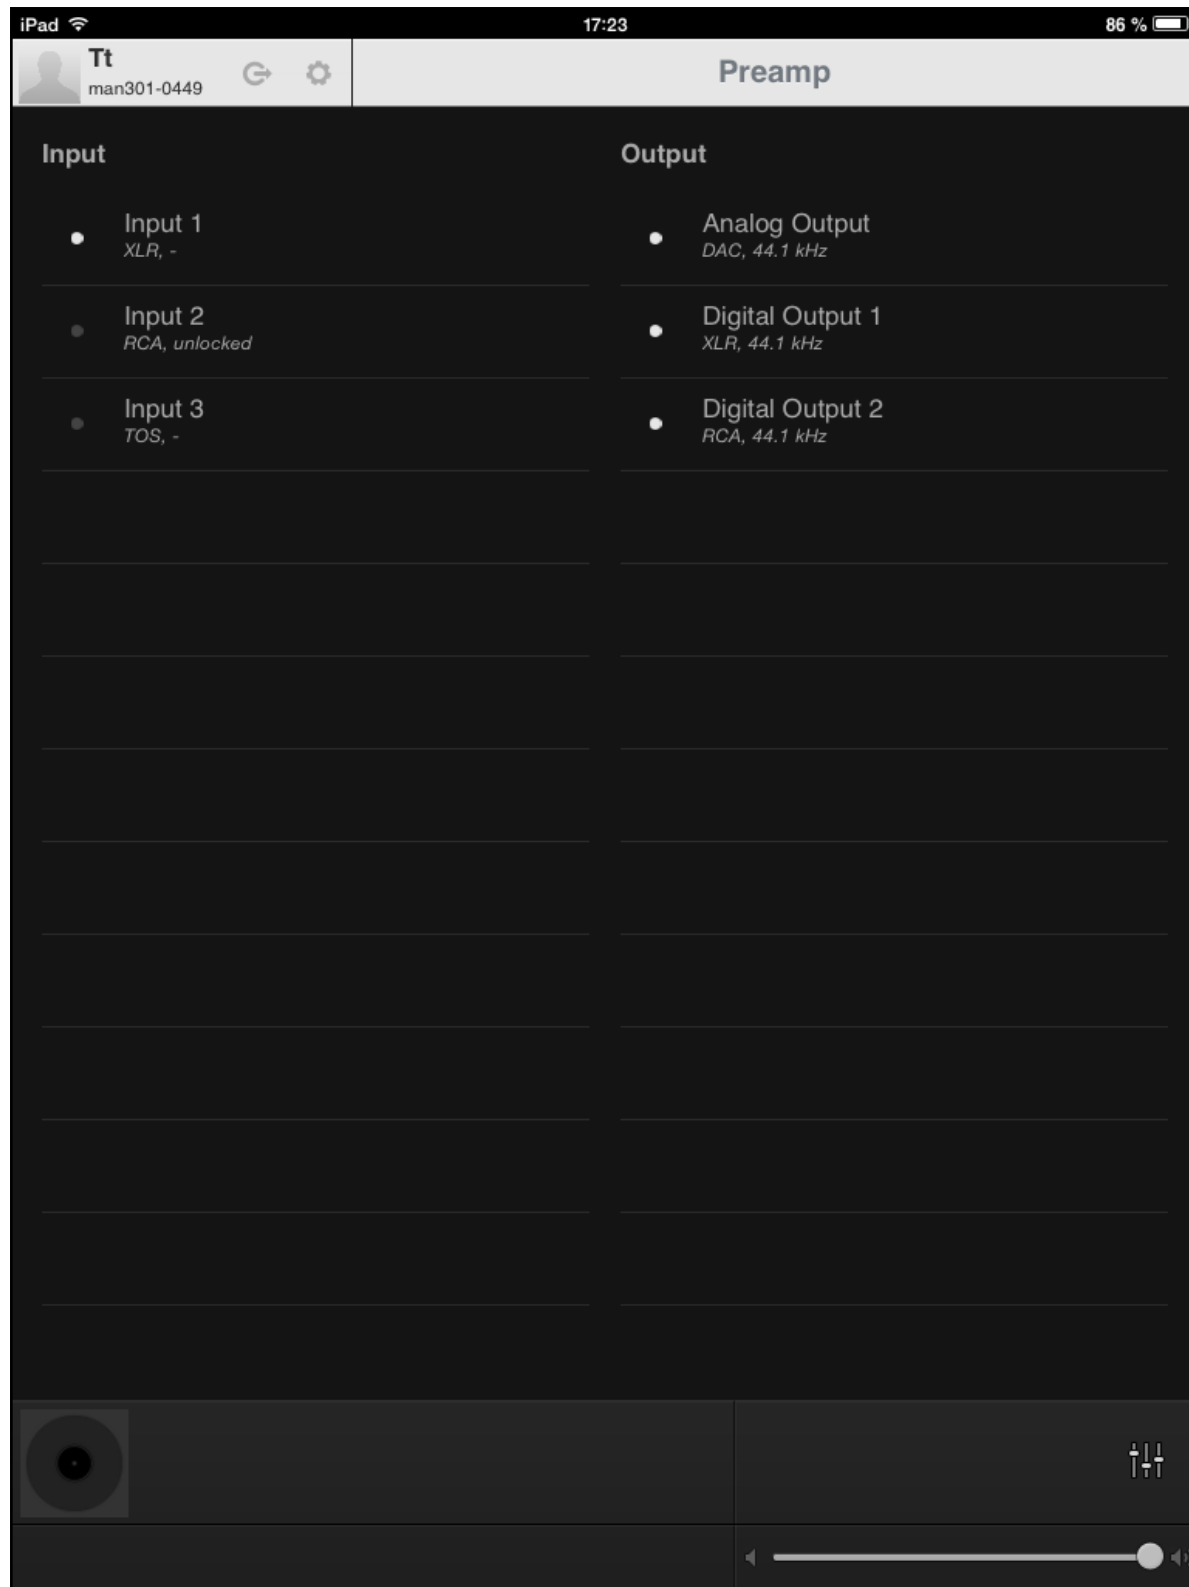 iPad 17:23 86 %
Tt
man301-0449
Preamp
Input
Input 1
XLR, -
Input 2
RCA, unlocked
Input 3
TOS, -
Output
Analog Output
DAC, 44.1 kHz
Digital Output 1
XLR, 44.1 kHz
Digital Output 2
RCA, 44.1 kHz